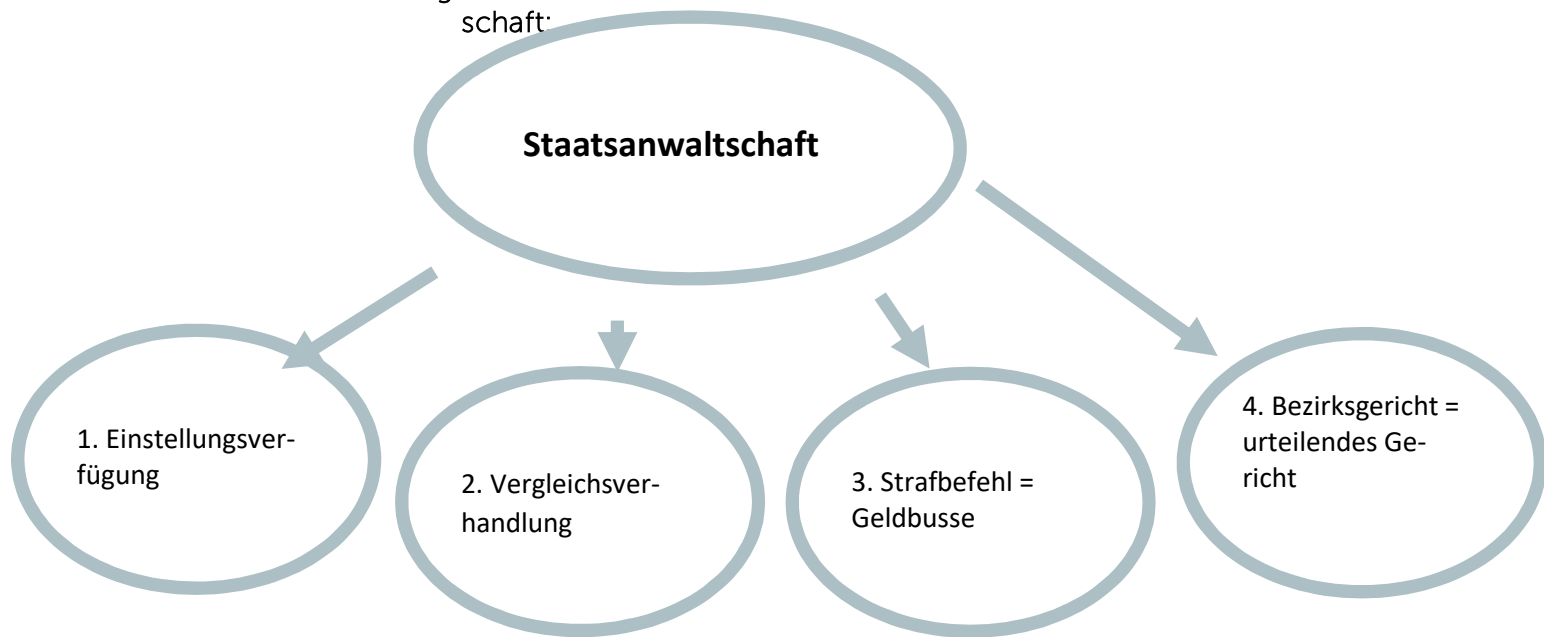 schaft:
Staatsanwaltschaft
1. Einstellungsver-
fügung
2. Vergleichsver-
handlung
3. Strafbefehl =
Geldbusse
4. Bezirksgericht =
urteilendes Ge-
richt